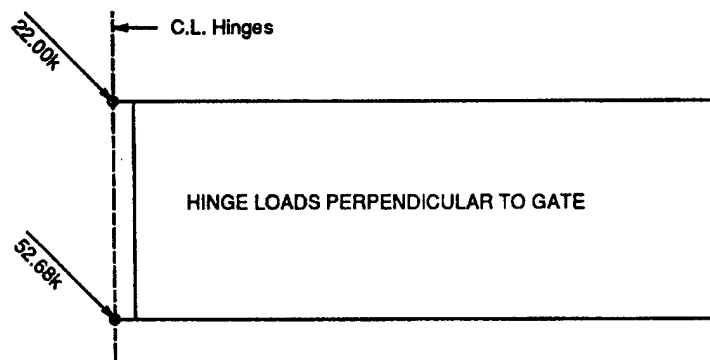 C.L. Hinges
22.00k
HINGE LOADS PERPENDICULAR TO GATE
52.68k